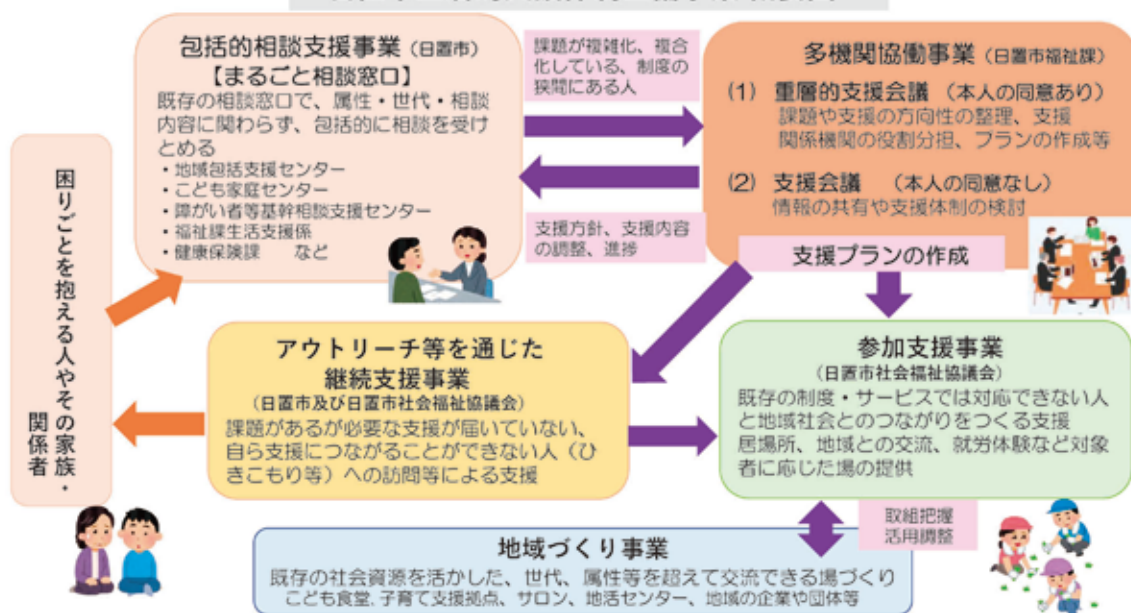 包括的相談支援事業（日置市）
【まるごと相談窓口】
既存の相談窓口で、属性・世代・相談
内容に関わらず、包括的に相談を受け
とめる
・地域包括支援センター
・こども家庭センター
・障がい者等基幹相談支援センター
・福祉課生活支援係
・健康保険課　など
課題が複雑化、複合
化している、制度の
狭間にある人
支援方針、支援内容
の調整、進捗
多機関協働事業（日置市福祉課）
(1)　重層的支援会議（本人の同意あり）
課題や支援の方向性の整理、支援
関係機関の役割分担、プランの作成等
(2)　支援会議　（本人の同意なし）
情報の共有や支援体制の検討
支援プランの作成
困りごとを抱える人やその家族・
関係者
アウトリーチ等を通じた
継続支援事業
（日置市及び日置市社会福祉協議会）
課題があるが必要な支援が届いていない、
自ら支援につながることができない人（ひ
きこもり等）への訪問等による支援
参加支援事業
（日置市社会福祉協議会）
既存の制度・サービスでは対応できない人
と地域社会とのつながりをつくる支援
居場所、地域との交流、就労体験など対象
者に応じた場の提供
取組把握
活用調整
地域づくり事業
既存の社会資源を活かした、世代、属性等を超えて交流できる場づくり
こども食堂、子育て支援拠点、サロン、地活センター、地域の企業や団体等